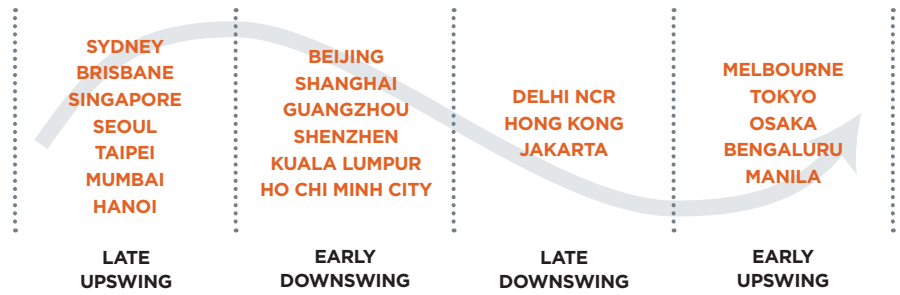 SYDNEY
BRISBANE
SINGAPORE
SEOUL
TAIPEI
MUMBAI
HANOI
LATE
UPSWING
BEIJING
SHANGHAI
GUANGZHOU
SHENZHEN
KUALA LUMPUR
HO CHI MINH CITY
EARLY
DOWNSWING
DELHI NCR
HONG KONG
JAKARTA
LATE
DOWNSWING
MELBOURNE
TOKYO
OSAKA
BENGALURU
MANILA
EARLY
UPSWING